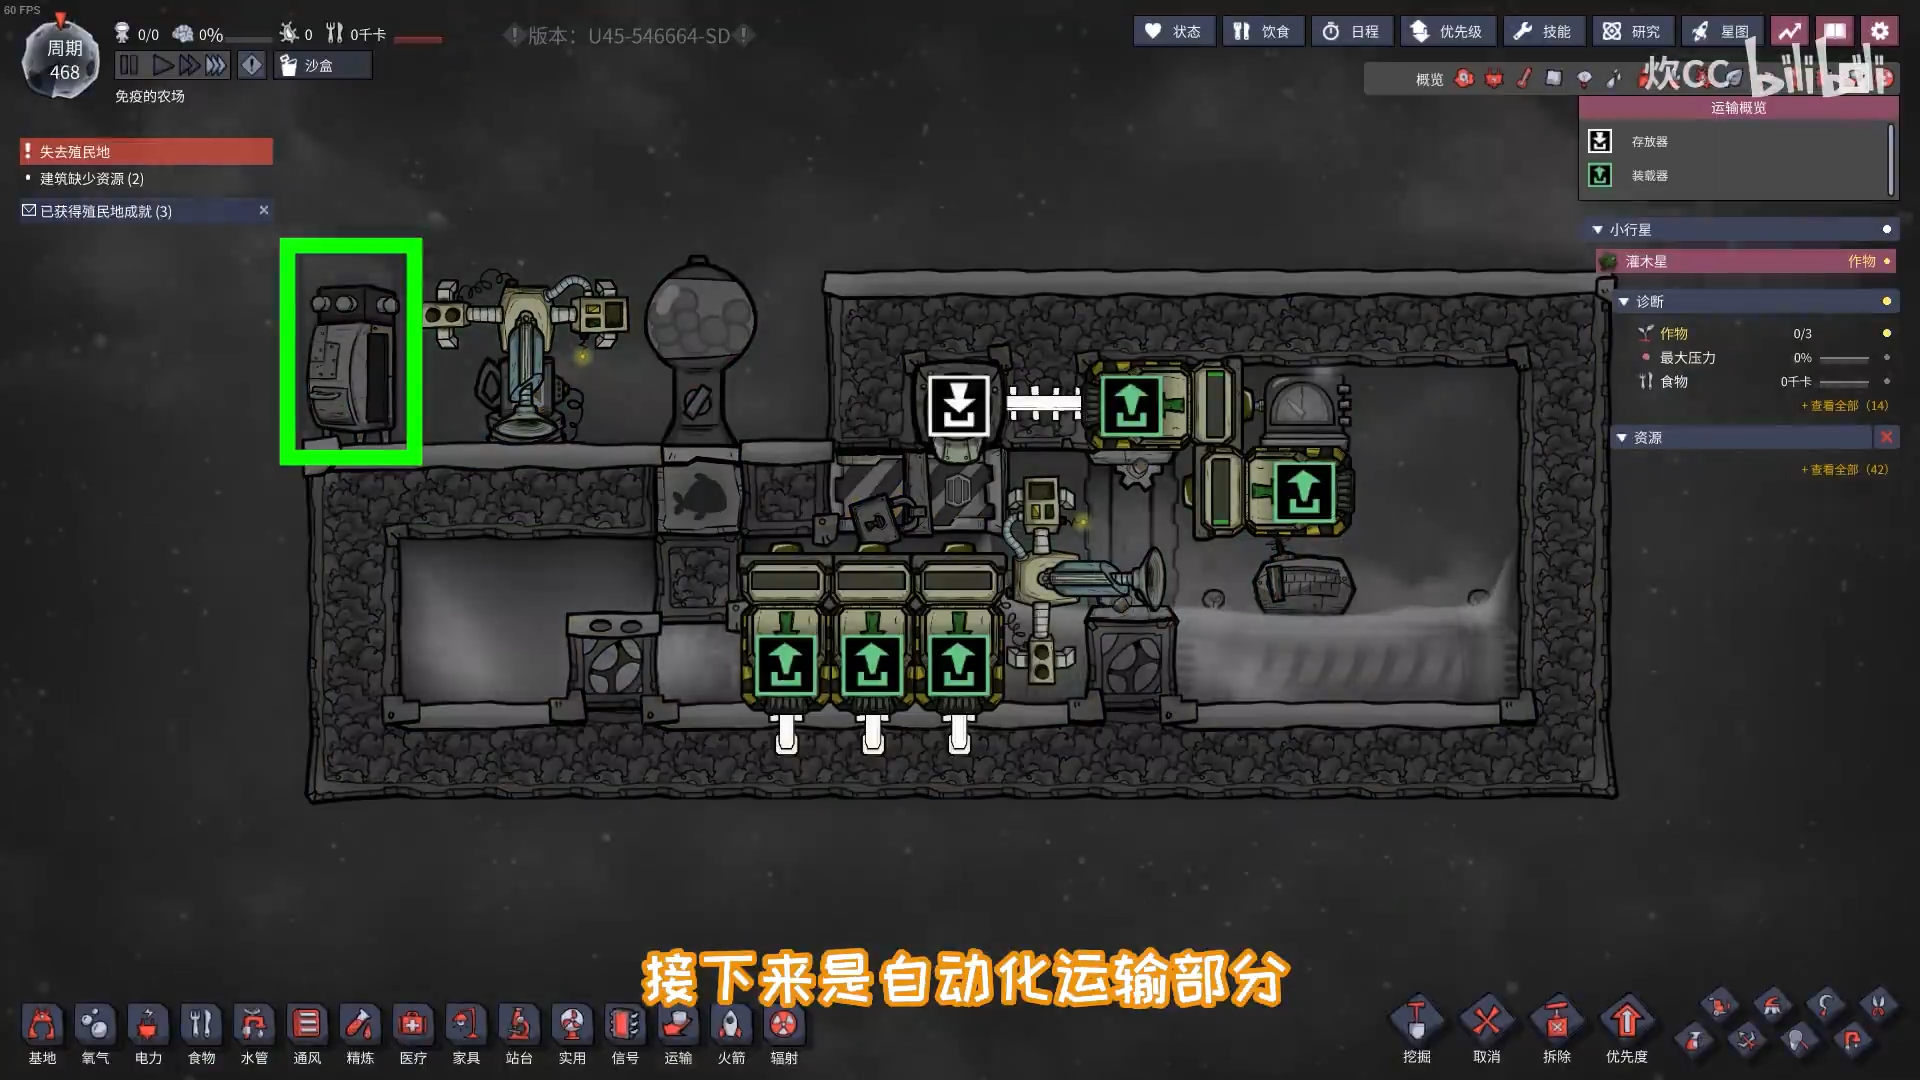 60 FPS
周期
468
0/0
0%
0
0千卡
版本: U45-546664-SD
沙盒
免疫的农场
状态
饮食
日程
优先级
技能
研究
星图
概览
炊CC
bilibili
运输概览
存放器
装载器
失去殖民地
建筑缺少资源 (2)
已获得殖民地成就 (3)
小行星
灌木星 作物
诊断
作物 0/3
最大压力 0%
食物 0千卡
+ 查看全部 (14)
资源
+ 查看全部 (42)
接下来是自动化运输部分
基地
氧气
电力
食物
水管
通风
精炼
医疗
家具
站台
实用
信号
运输
火箭
辐射
挖掘
取消
拆除
优先度